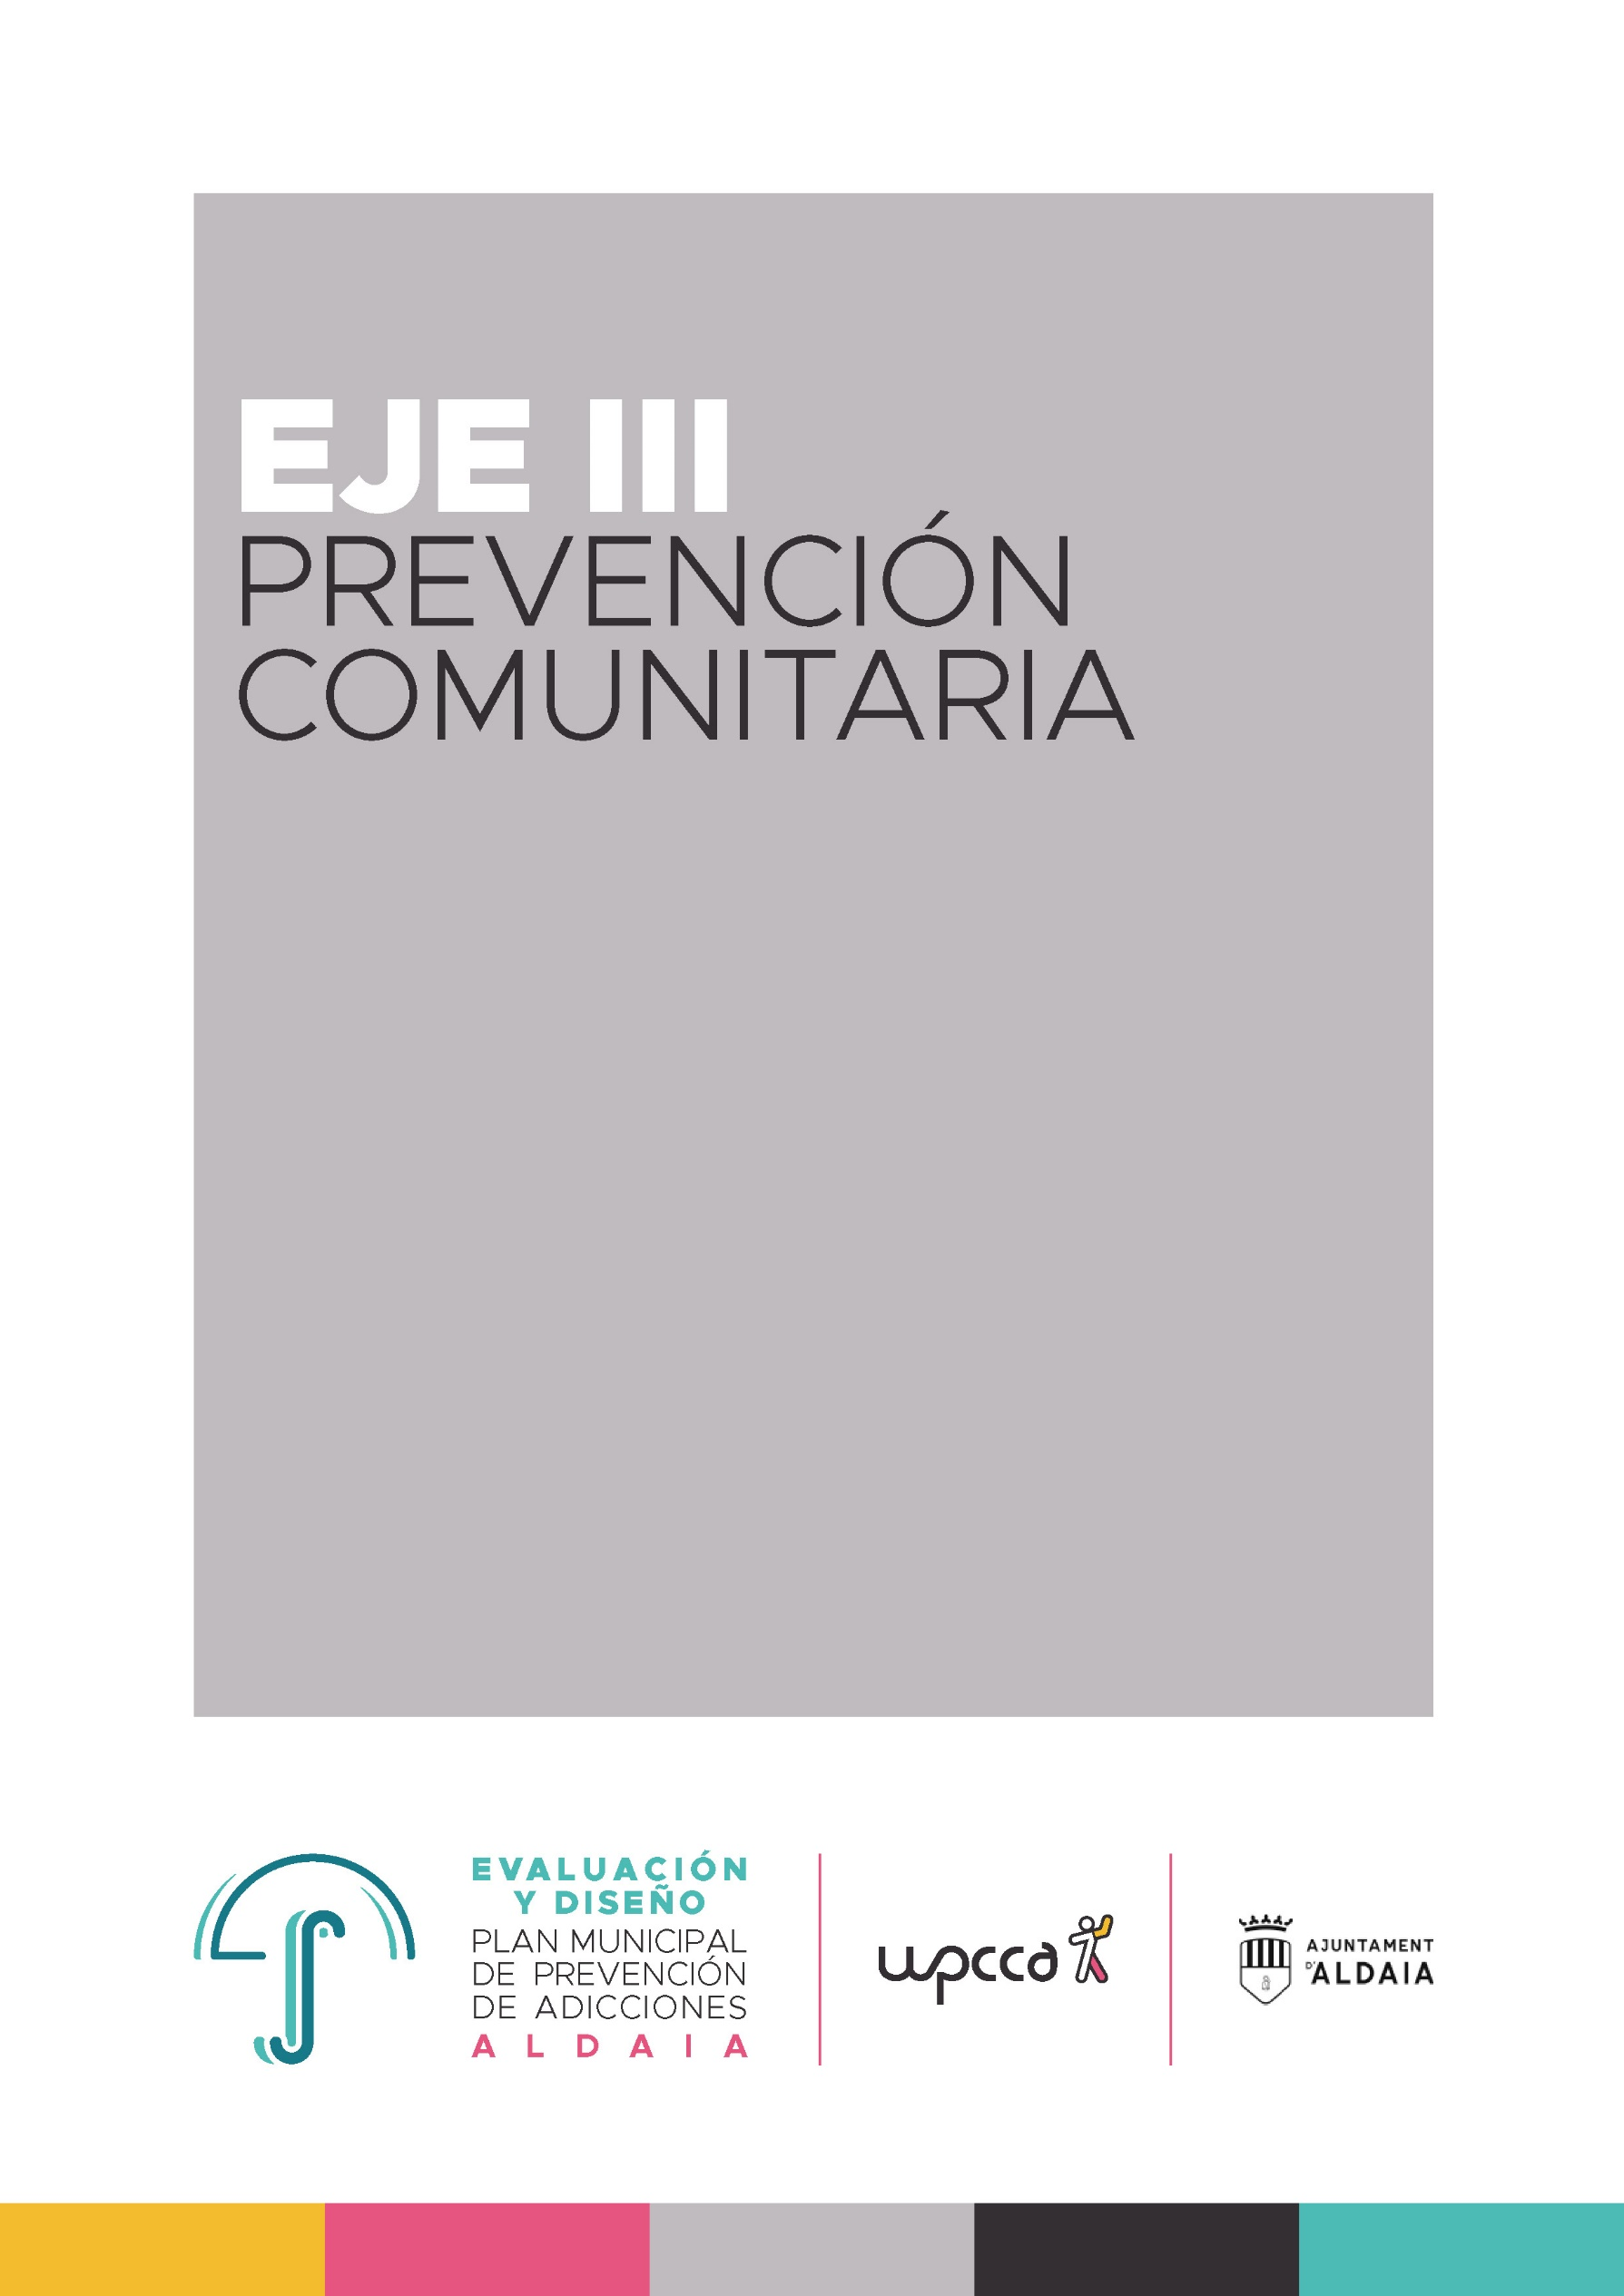 EJE III
PREVENCIÓN
COMUNITARIA
EVALUACIÓN
Y DISEÑO
PLAN MUNICIPAL
DE PREVENCIÓN
DE ADICCIONES
ALDAIA
upcca
AJUNTAMENT
D'ALDAIA